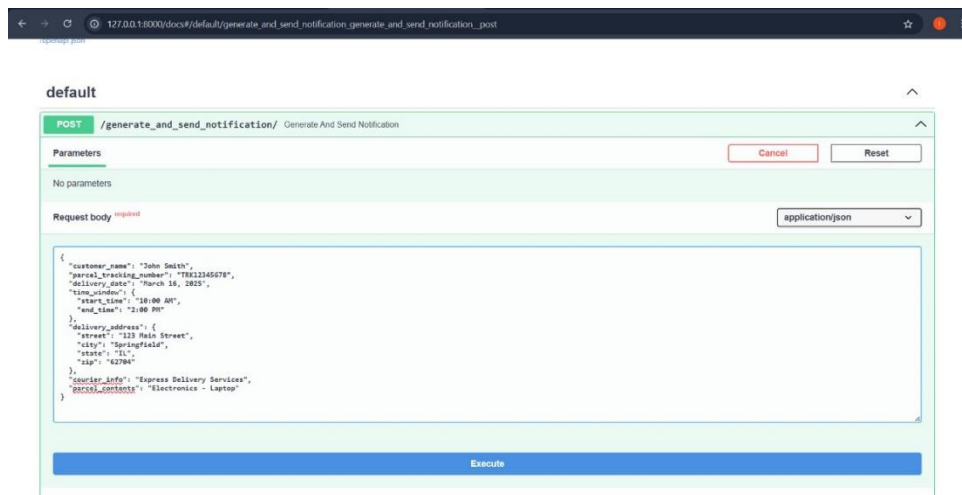 127.0.0.1:8000/docs#/default/generate_and_send_notification_generate_and_send_notification__post
/openapi.json
default
POST /generate_and_send_notification/ Generate And Send Notification
Parameters
Cancel
Reset
No parameters
Request body required
application/json
{
"customer_name": "John Smith",
"parcel_tracking_number": "TRK12345678",
"delivery_date": "March 16, 2025",
"time_window": {
"start_time": "10:00 AM",
"end_time": "2:00 PM"
},
"delivery_address": {
"street": "123 Main Street",
"city": "Springfield",
"state": "IL",
"zip": "62704"
},
"courier_info": "Express Delivery Services",
"parcel_contents": "Electronics - Laptop"
}
Execute